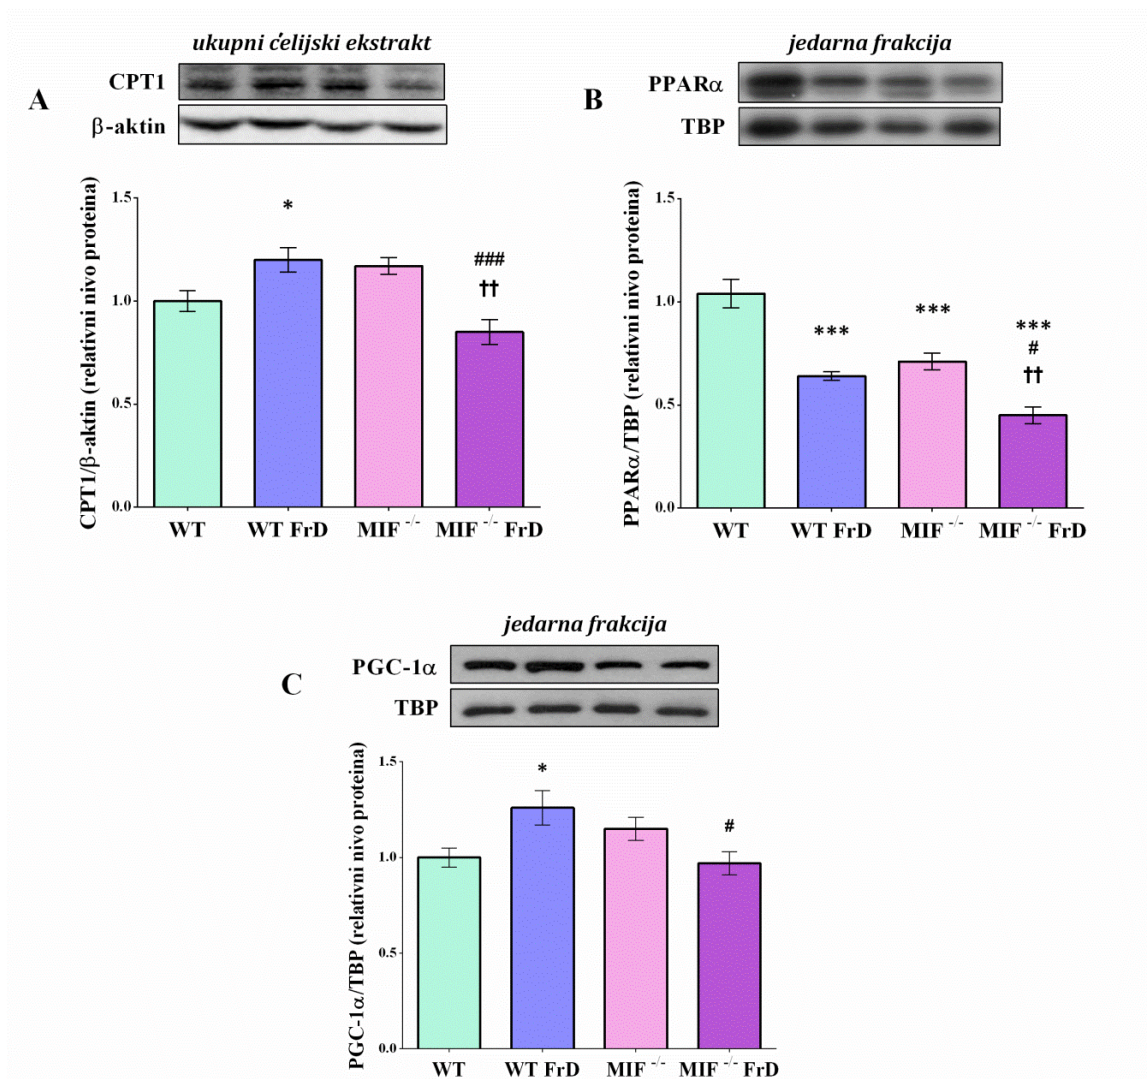 ukupni ćelijski ekstrakt
A
CPT1
β-aktin
CPT1/β-aktin (relativni nivo proteina)
1.5
1.0
0.5
0.0
*
###
††
WT
WT FrD
MIF -/-
MIF -/- FrD
jedarna frakcija
B
PPARα
TBP
PPARα/TBP (relativni nivo proteina)
1.5
1.0
0.5
0.0
***
***
***
#
††
WT
WT FrD
MIF -/-
MIF -/- FrD
jedarna frakcija
C
PGC-1α
TBP
PGC-1α/TBP (relativni nivo proteina)
1.5
1.0
0.5
0.0
*
#
WT
WT FrD
MIF -/-
MIF -/- FrD